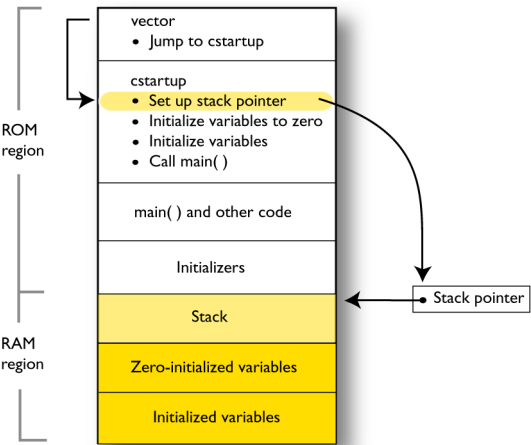 vector
• Jump to cstartup
cstartup
• Set up stack pointer
• Initialize variables to zero
• Initialize variables
• Call main( )
ROM
region
main( ) and other code
Initializers
• Stack pointer
Stack
RAM
region
Zero-initialized variables
Initialized variables